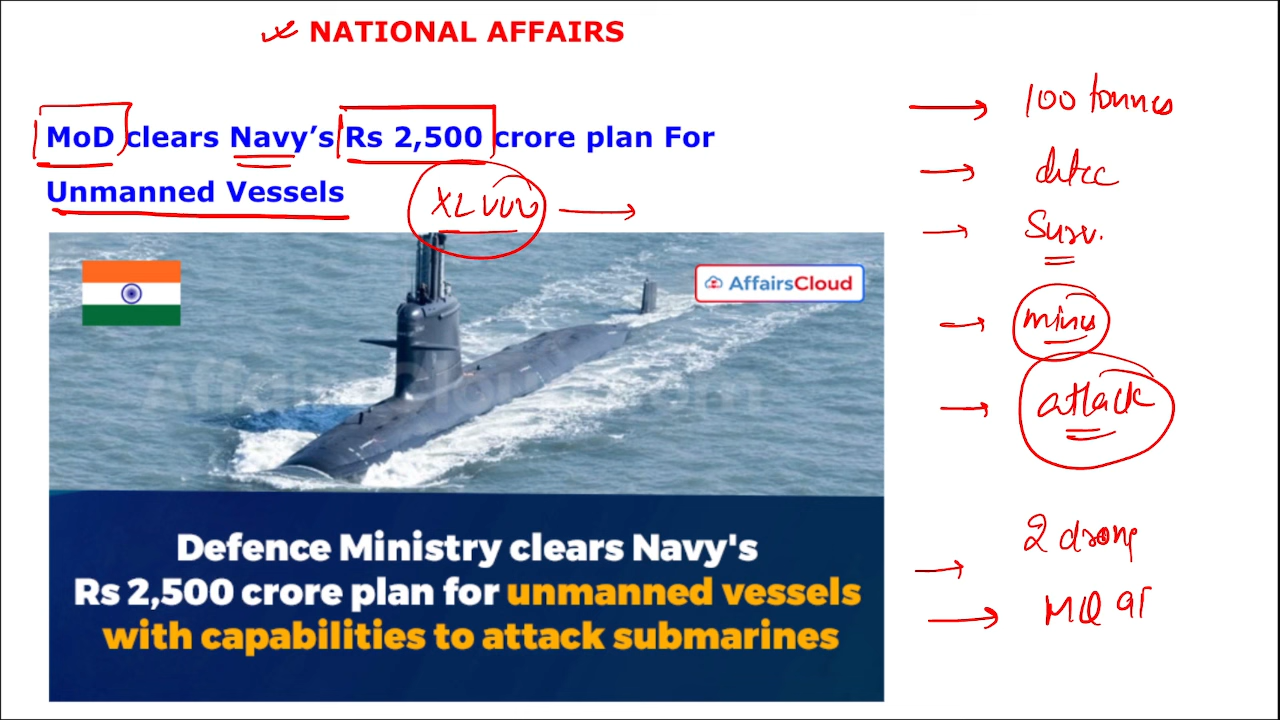 NATIONAL AFFAIRS
MoD clears Navy's Rs 2,500 crore plan For
Unmanned Vessels
XLUUV
AffairsCloud
Defence Ministry clears Navy's
Rs 2,500 crore plan for unmanned vessels
with capabilities to attack submarines
100 tonnes
Surv.
mines
attack
2 drone
MQ 9